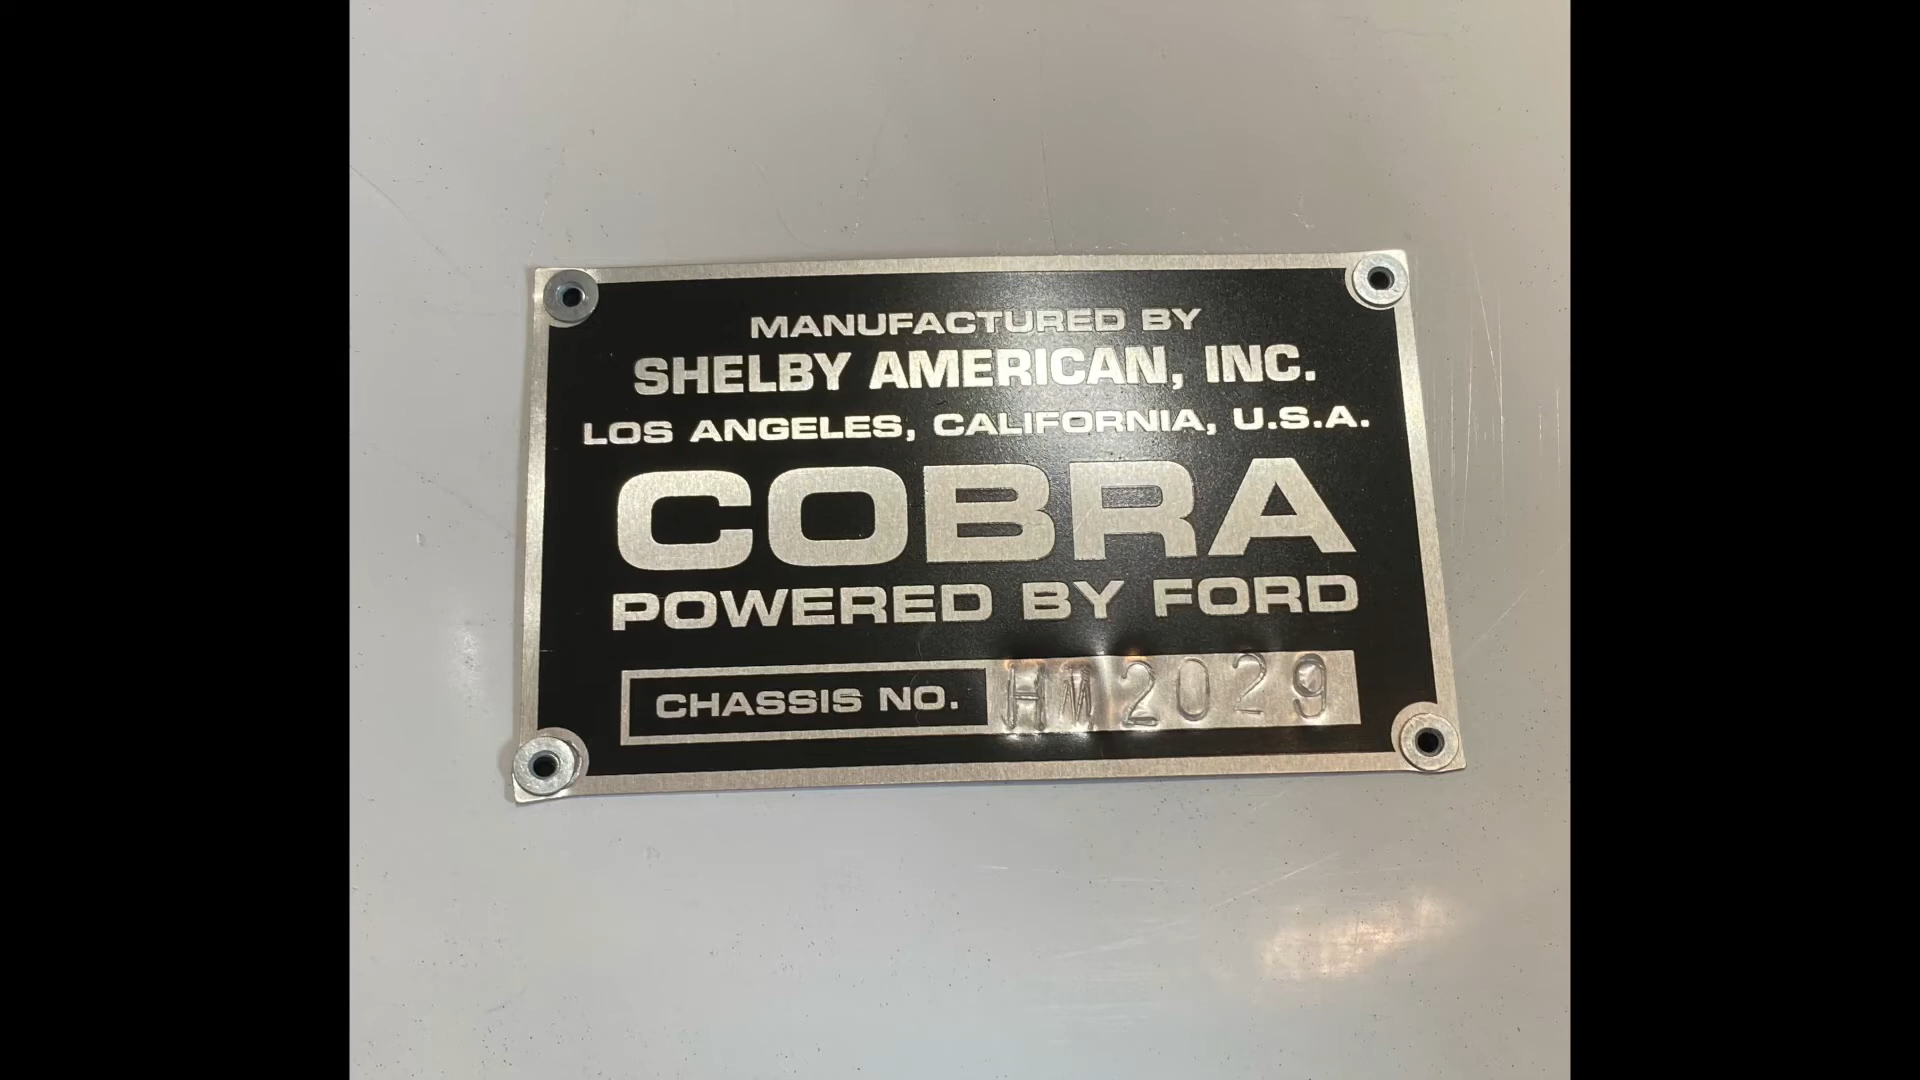 MANUFACTURED BY
SHELBY AMERICAN, INC.
LOS ANGELES, CALIFORNIA, U.S.A.
COBRA
POWERED BY FORD
CHASSIS NO. HM2029